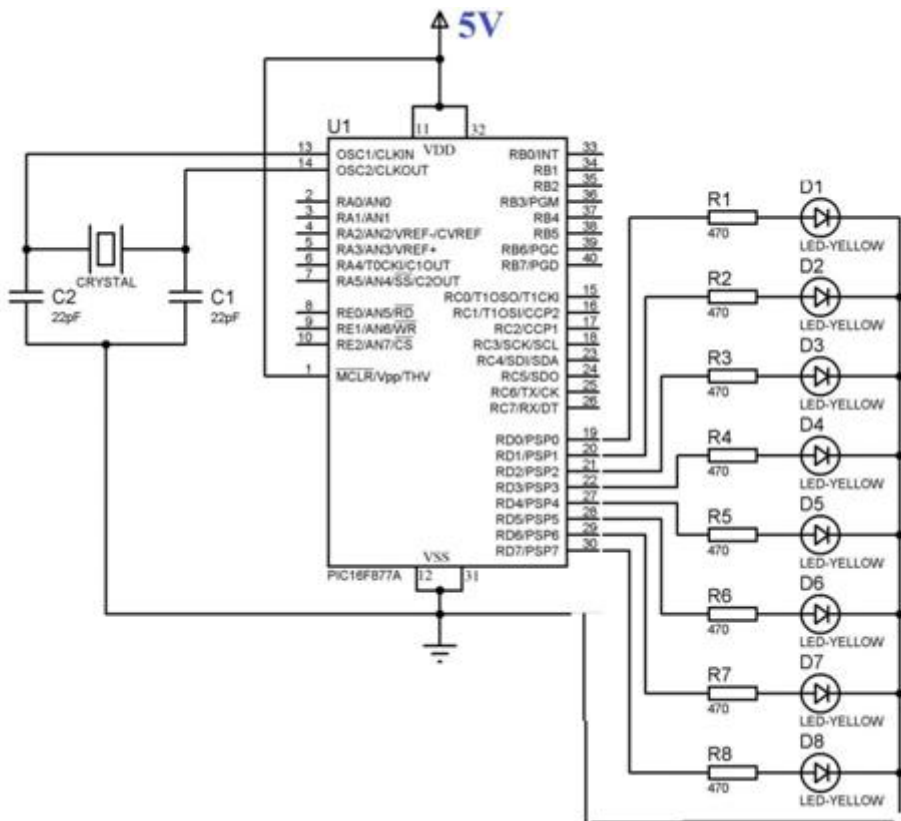 5V
U1
11 32
VDD
13 OSC1/CLKIN
14 OSC2/CLKOUT
2 RA0/AN0
3 RA1/AN1
4 RA2/AN2/VREF-/CVREF
5 RA3/AN3/VREF+
6 RA4/T0CKI/C1OUT
7 RA5/AN4/SS/C2OUT
8 RE0/AN5/RD
9 RE1/AN6/WR
10 RE2/AN7/CS
1 MCLR/Vpp/THV
RB0/INT 33
RB1 34
RB2 35
RB3/PGM 36
RB4 37
RB5 38
RB6/PGC 39
RB7/PGD 40
RC0/T1OSO/T1CKI 15
RC1/T1OSI/CCP2 16
RC2/CCP1 17
RC3/SCK/SCL 18
RC4/SDI/SDA 23
RC5/SDO 24
RC6/TX/CK 25
RC7/RX/DT 26
RD0/PSP0 19
RD1/PSP1 20
RD2/PSP2 21
RD3/PSP3 22
RD4/PSP4 27
RD5/PSP5 28
RD6/PSP6 29
RD7/PSP7 30
VSS
PIC16F877A
12 31
CRYSTAL
C2
22pF
C1
22pF
R1
470
D1
LED-YELLOW
R2
470
D2
LED-YELLOW
R3
470
D3
LED-YELLOW
R4
470
D4
LED-YELLOW
R5
470
D5
LED-YELLOW
R6
470
D6
LED-YELLOW
R7
470
D7
LED-YELLOW
R8
470
D8
LED-YELLOW